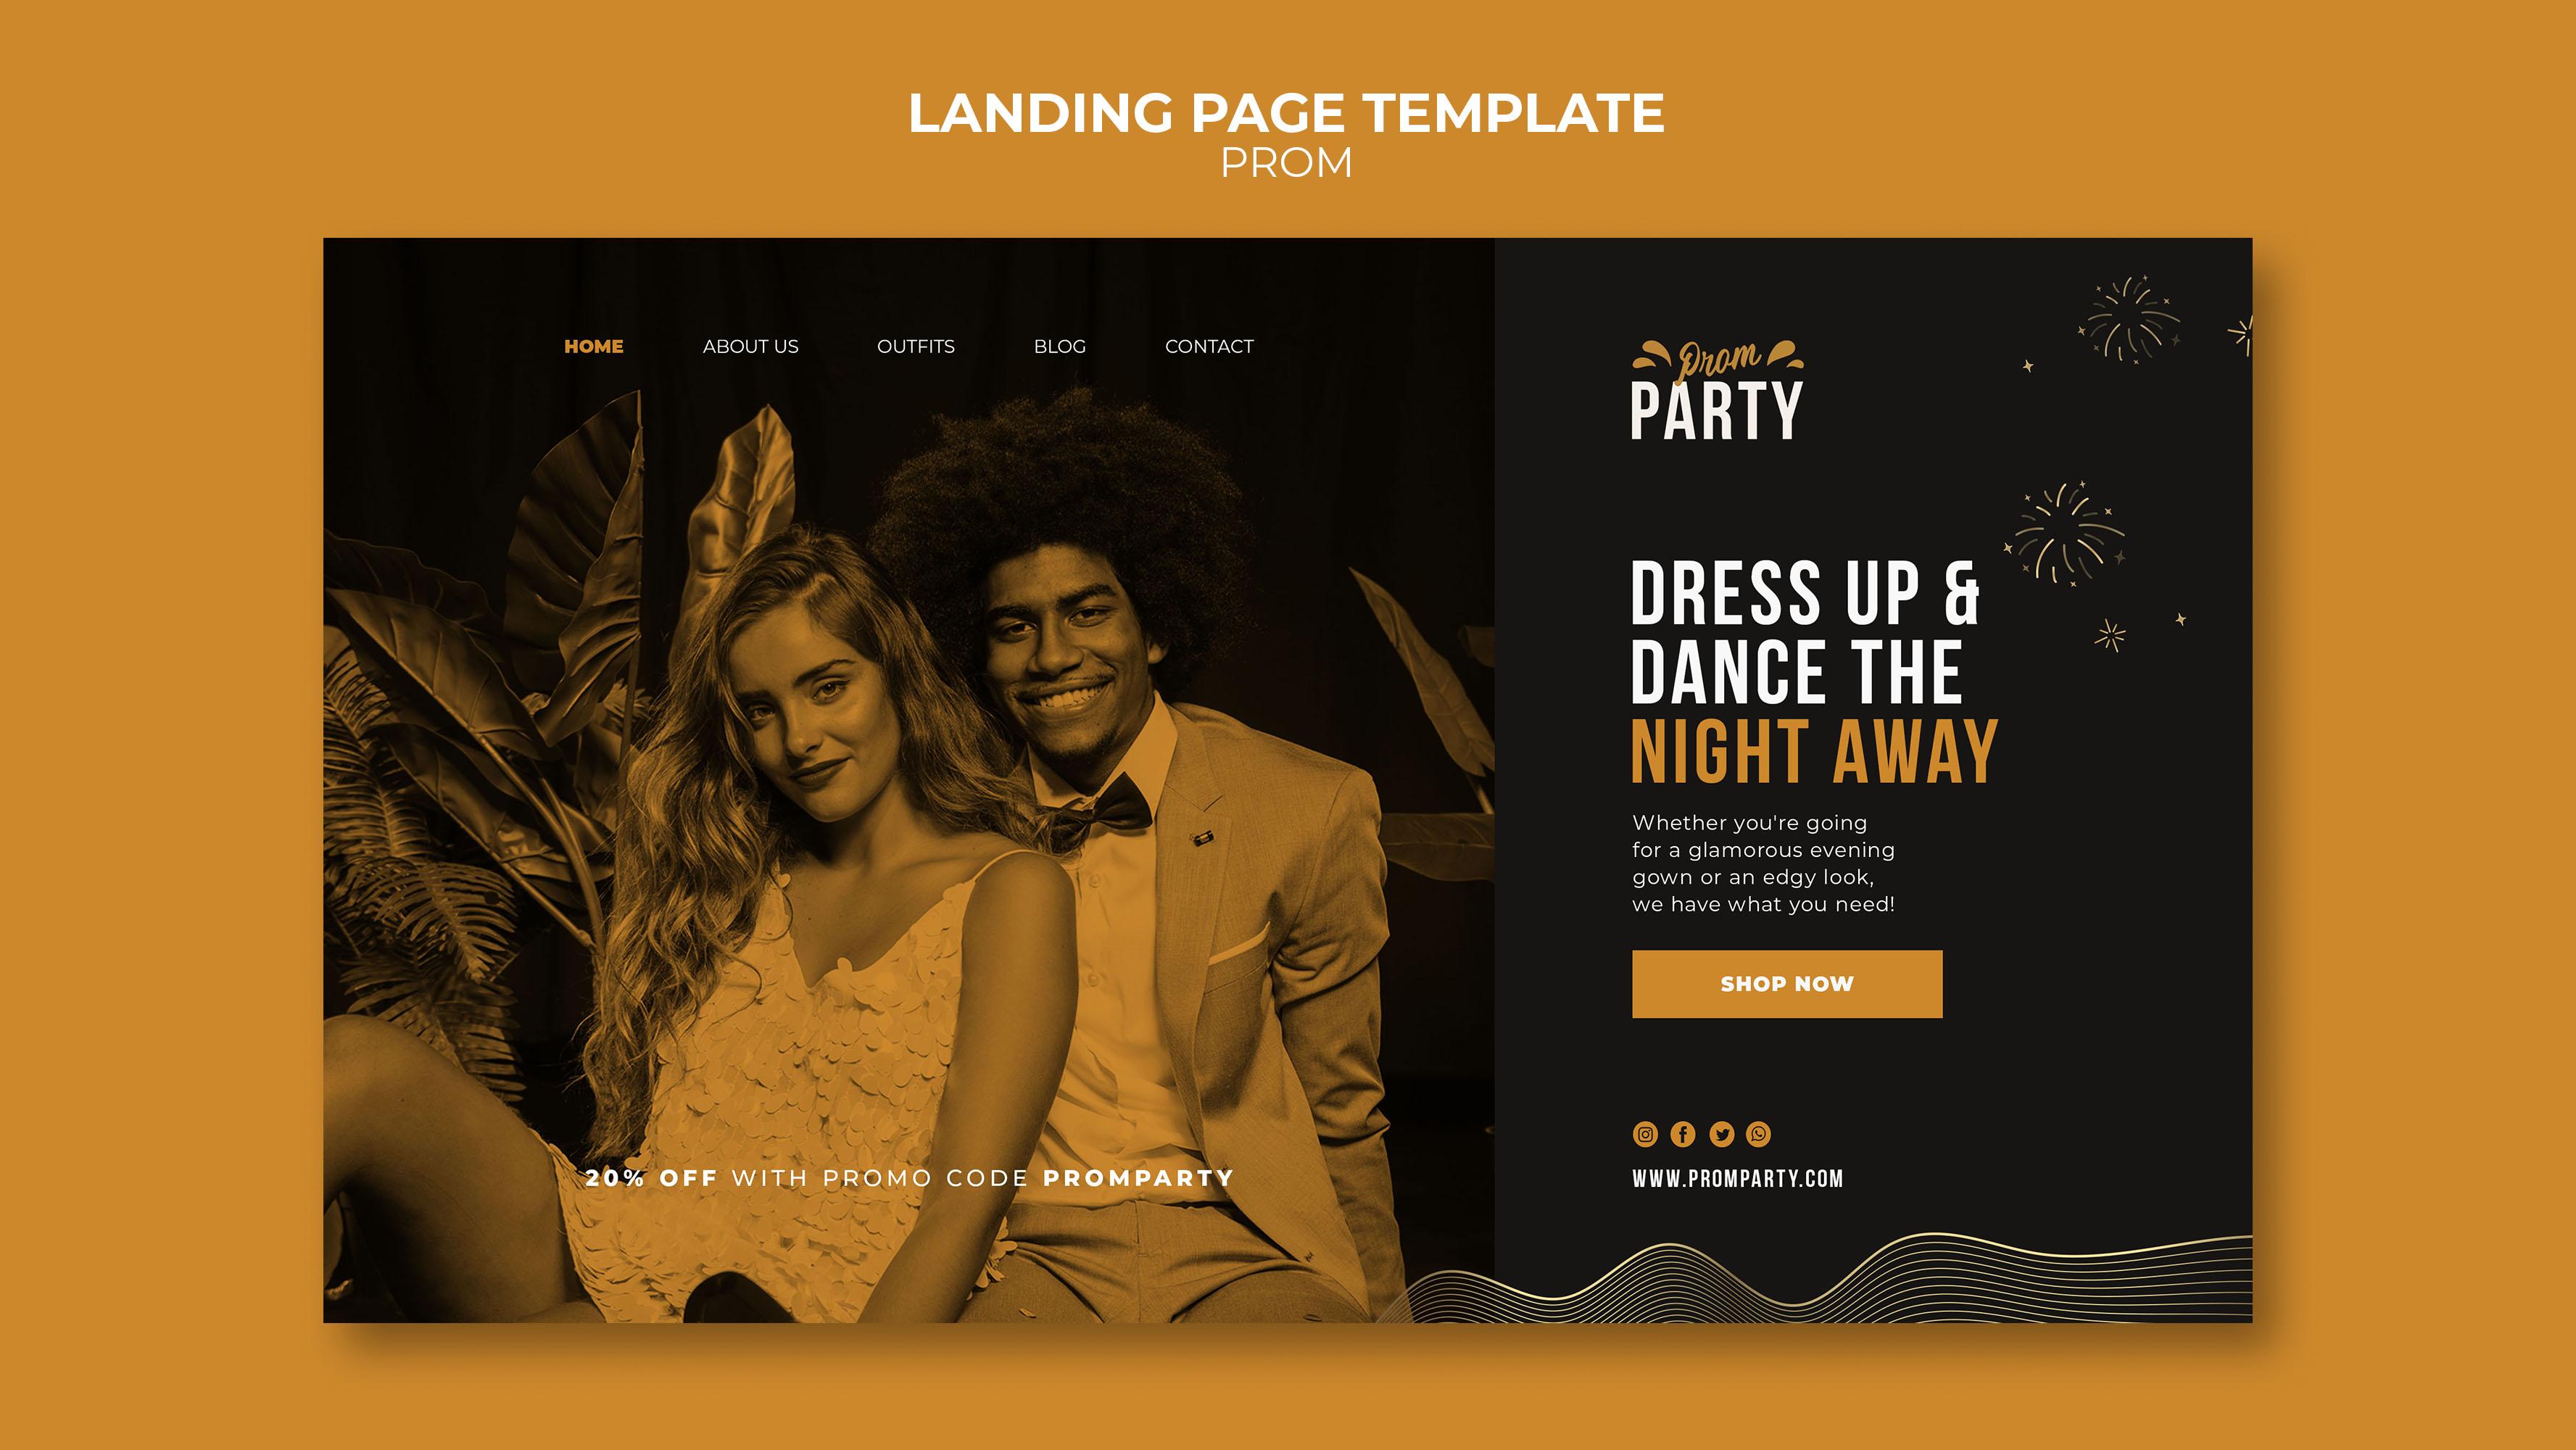 LANDING PAGE TEMPLATE
PROM
HOME ABOUT US OUTFITS BLOG CONTACT
Prom
PARTY
DRESS UP &
DANCE THE
NIGHT AWAY
Whether you're going
for a glamorous evening
gown or an edgy look,
we have what you need!
SHOP NOW
20% OFF WITH PROMO CODE PROMPARTY
WWW.PROMPARTY.COM